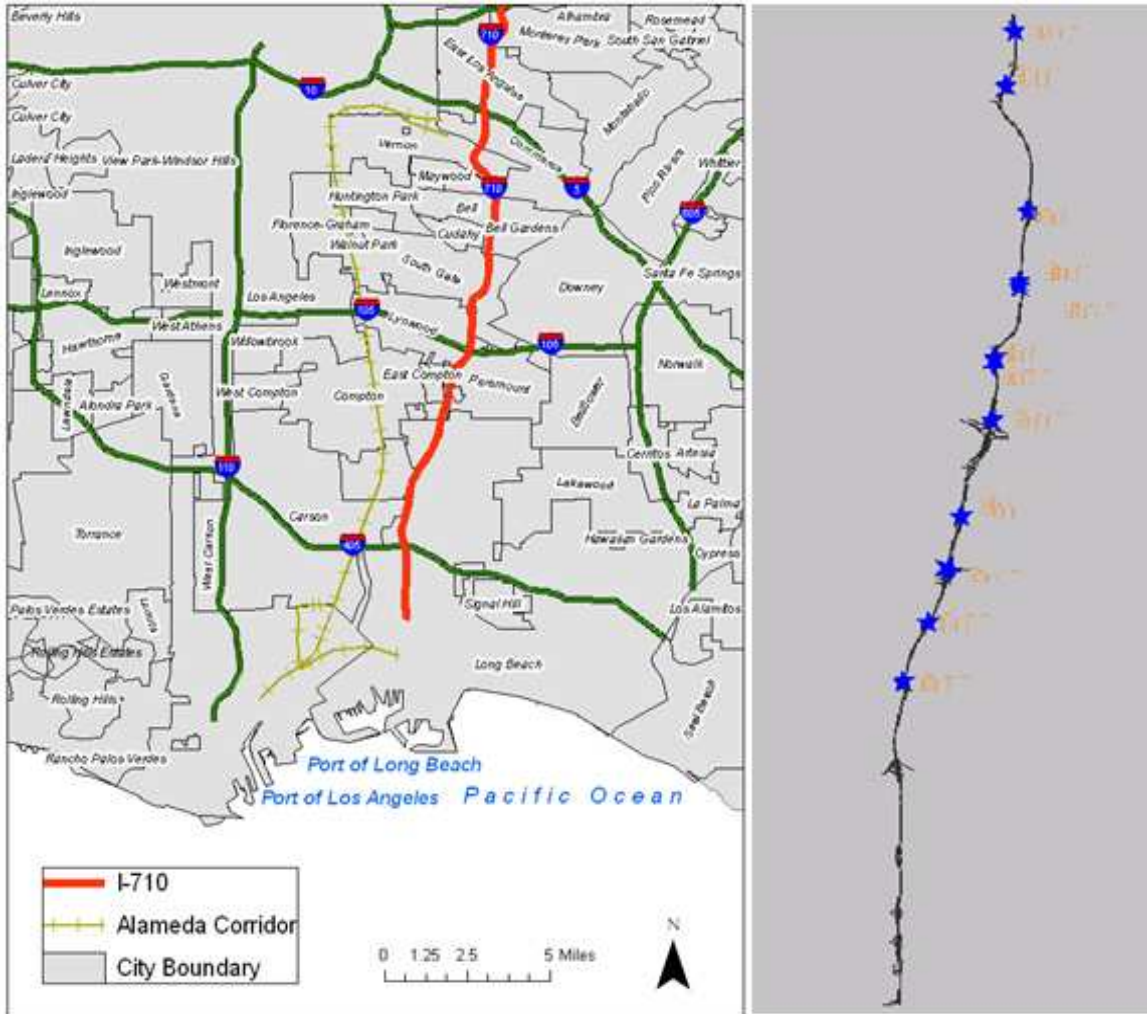 Beverly Hills
Alhambra
Rosemead
710
Monterey Park
South San Gabriel
East Los Angeles
Culver City
10
Montebello
Culver City
Vernon
Commerce
Ladera Heights
View Park-Windsor Hills
Whittier
Maywood
Pico Rivera
Inglewood
Huntington Park
710
5
Bell
605
Florence-Graham
Cudahy
Bell Gardens
Walnut Park
Inglewood
South Gate
Santa Fe Springs
Westmont
Downey
Lennox
Los Angeles
105
Lynwood
West Athens
Hawthorne
Willowbrook
105
Norwalk
East Compton
Paramount
Gardena
West Compton
Compton
Lawndale
Alondra Park
Bellflower
Cerritos
Artesia
110
Lakewood
La Palma
Carson
Torrance
Hawaiian Gardens
405
Cypress
West Carson
Palos Verdes Estates
Lomita
Signal Hill
Los Alamitos
Rolling Hills Estates
Long Beach
Rolling Hills
Seal Beach
Rancho Palos Verdes
Port of Long Beach
Port of Los Angeles
Pacific Ocean
I-710
Alameda Corridor
City Boundary
0 1.25 2.5 5 Miles
N